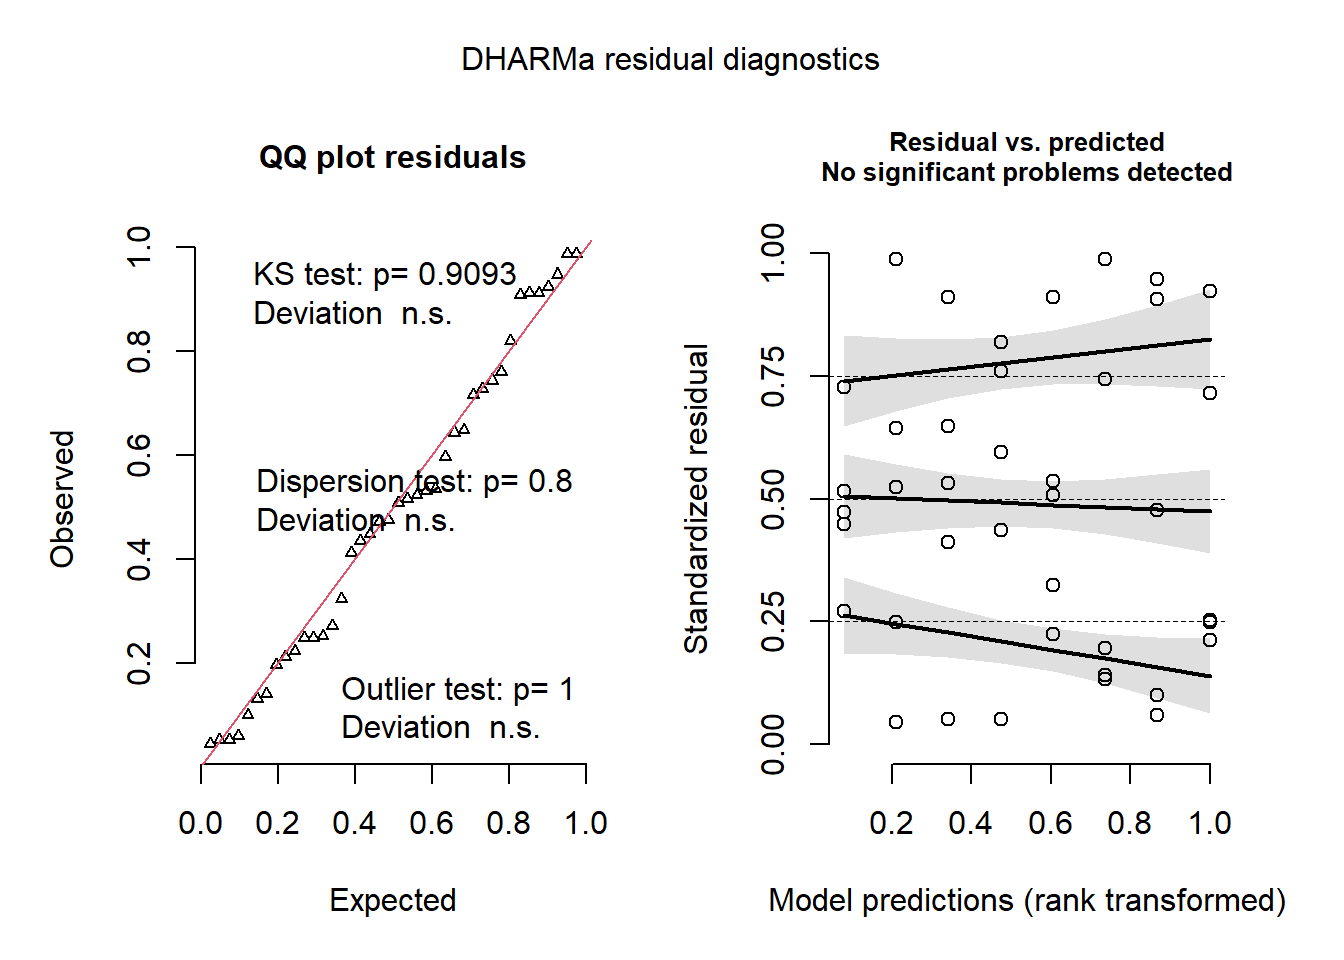 DHARMa residual diagnostics
QQ plot residuals
KS test: p= 0.9093
Deviation  n.s.
Dispersion test: p= 0.8
Deviation  n.s.
Outlier test: p= 1
Deviation  n.s.
Observed
0.2
0.4
0.6
0.8
1.0
0.0 0.2 0.4 0.6 0.8 1.0
Expected
Residual vs. predicted
No significant problems detected
Standardized residual
0.00
0.25
0.50
0.75
1.00
0.2 0.4 0.6 0.8 1.0
Model predictions (rank transformed)